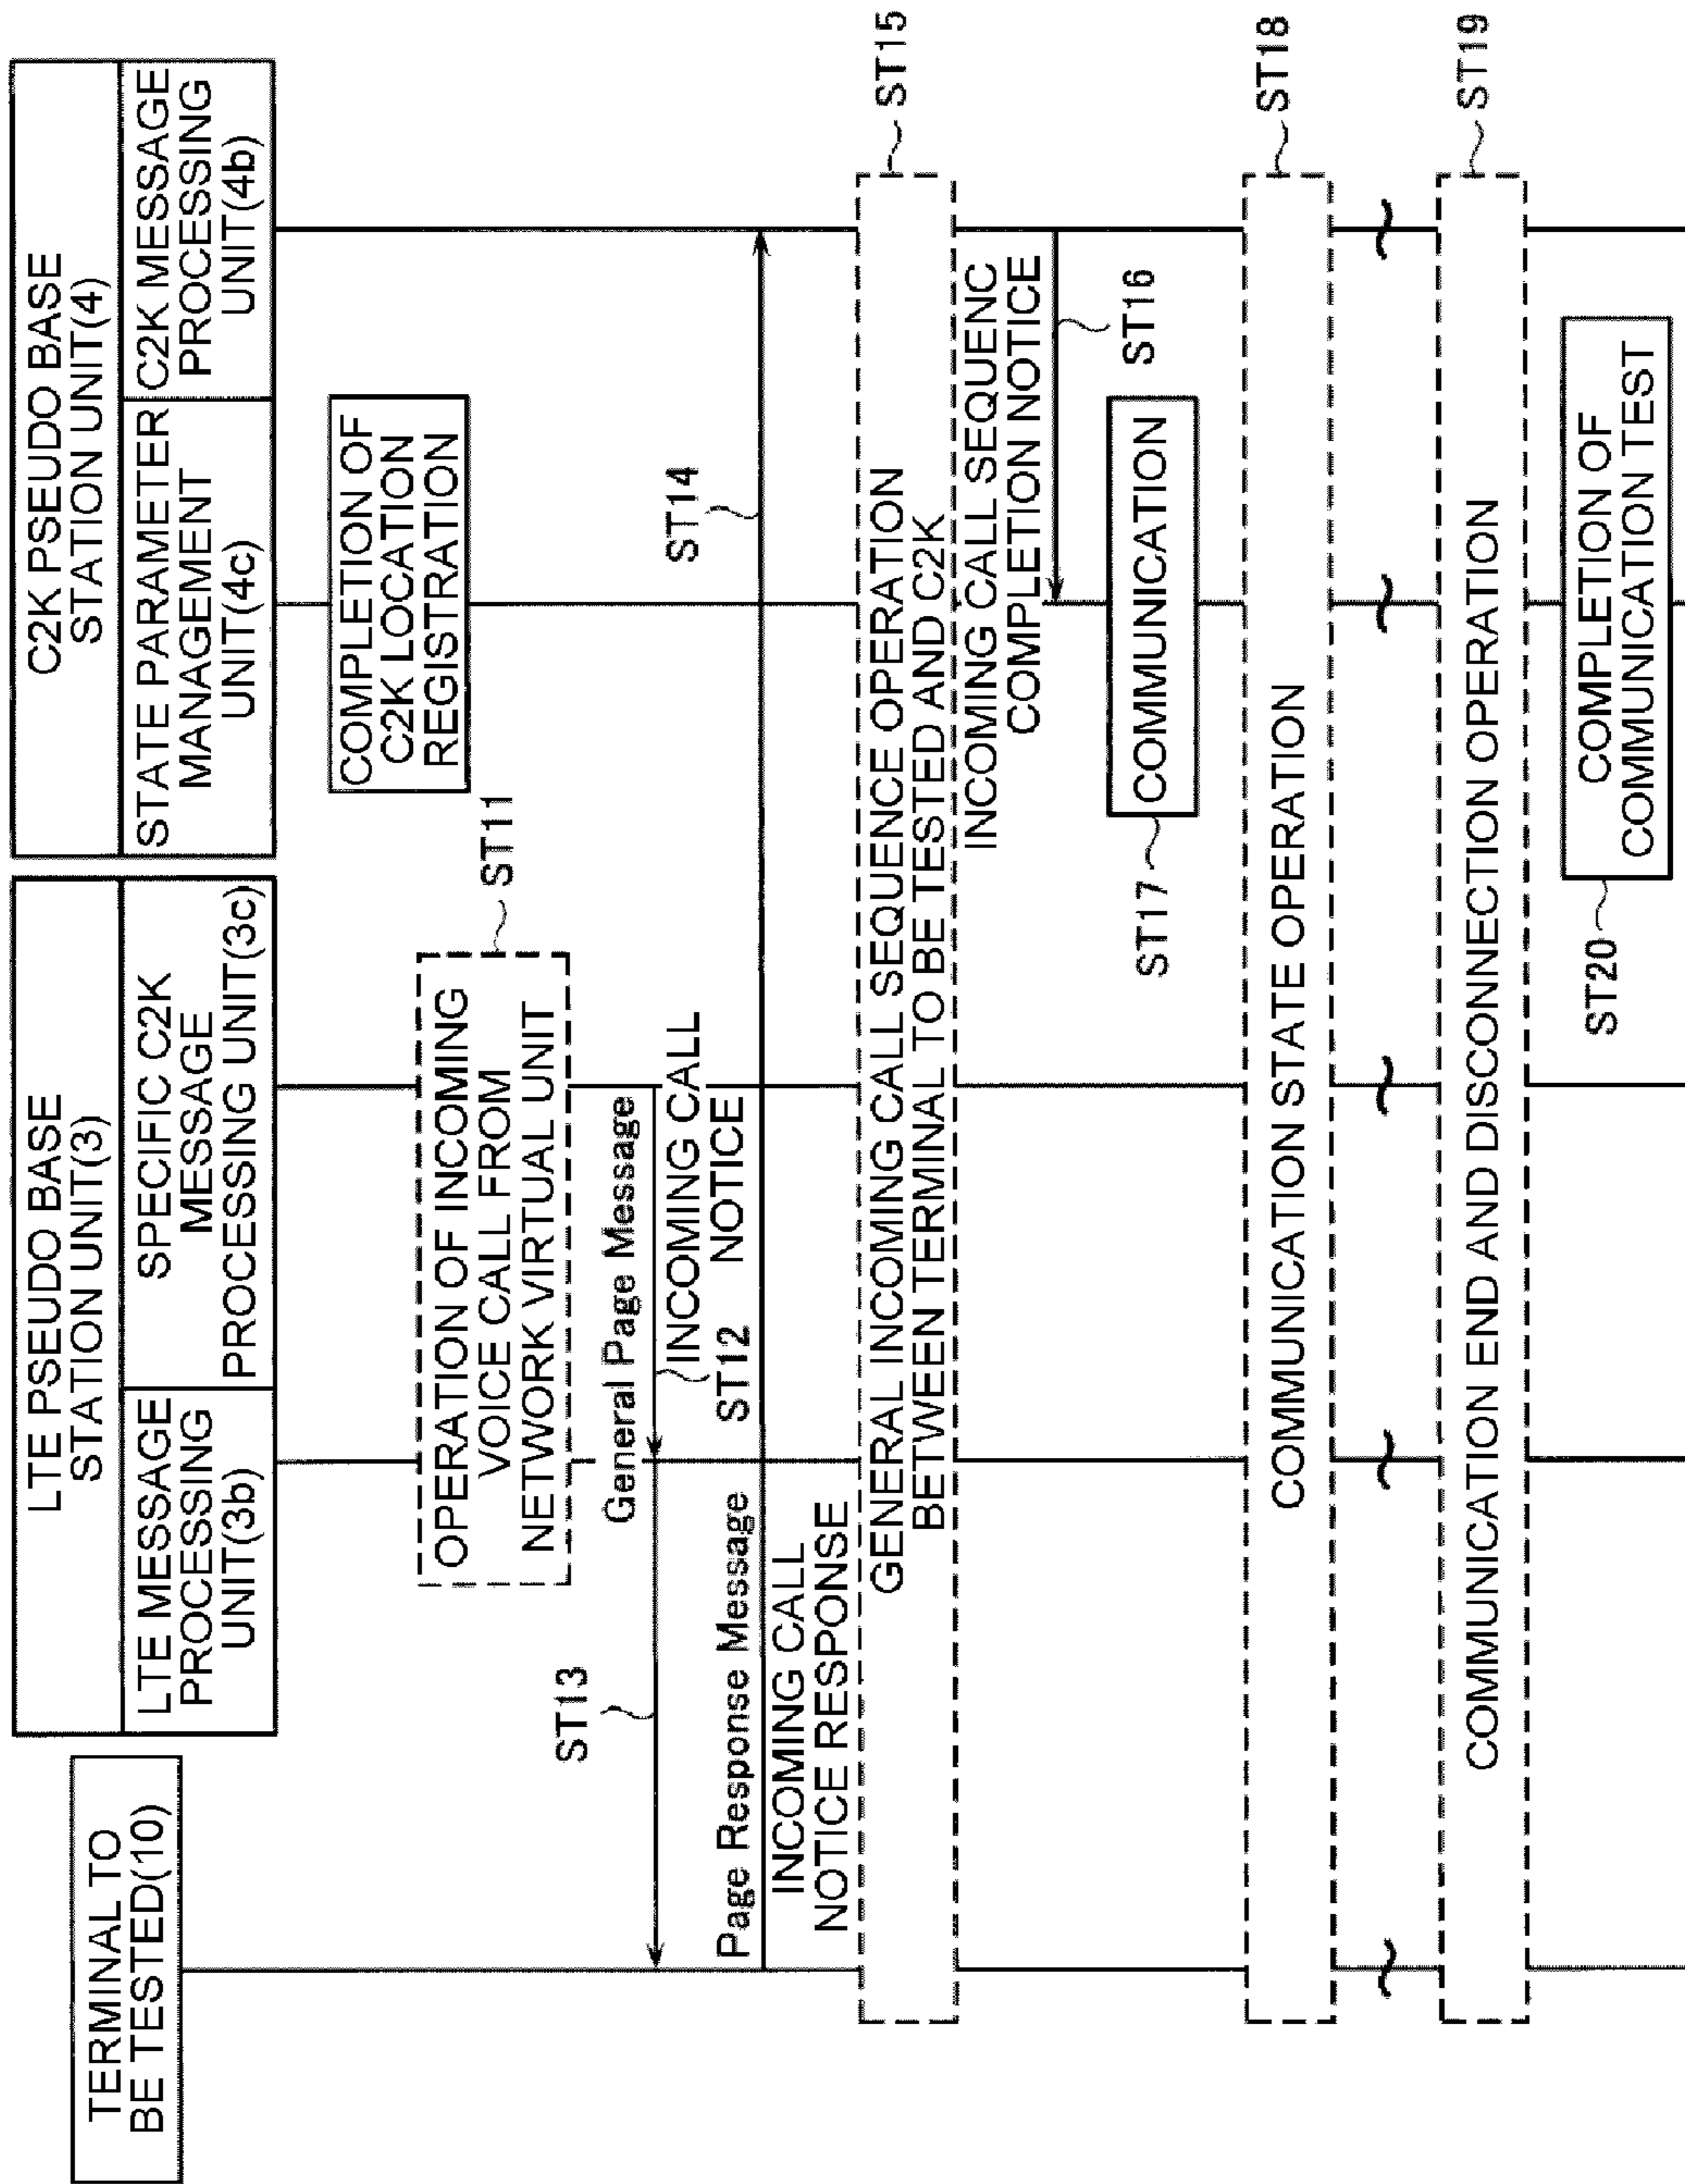 TERMINAL TO
BE TESTED(10)
LTE PSEUDO BASE
STATION UNIT(3)
LTE MESSAGE
PROCESSING
UNIT(3b)
SPECIFIC C2K
MESSAGE
PROCESSING UNIT(3c)
C2K PSEUDO BASE
STATION UNIT(4)
STATE PARAMETER
MANAGEMENT
UNIT(4c)
C2K MESSAGE
PROCESSING
UNIT(4b)
COMPLETION OF
C2K LOCATION
REGISTRATION
OPERATION OF INCOMING
VOICE CALL FROM
NETWORK VIRTUAL UNIT
ST11
General Page Message
ST13
INCOMING CALL
NOTICE
ST12
ST14
Page Response Message
INCOMING CALL
NOTICE RESPONSE
GENERAL INCOMING CALL SEQUENCE OPERATION
BETWEEN TERMINAL TO BE TESTED AND C2K
ST15
INCOMING CALL SEQUENC
COMPLETION NOTICE
ST16
COMMUNICATION
ST17
COMMUNICATION STATE OPERATION
ST18
COMMUNICATION END AND DISCONNECTION OPERATION
ST19
COMPLETION OF
COMMUNICATION TEST
ST20